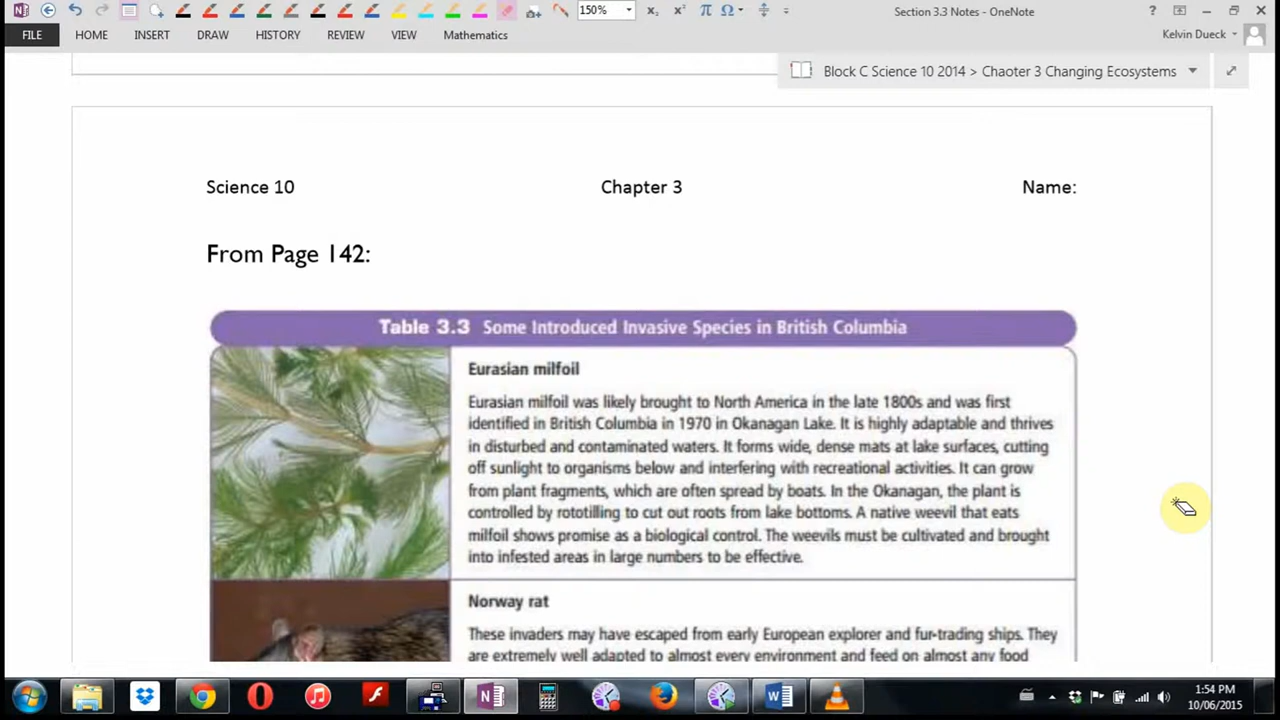 150%
Section 3.3 Notes - OneNote
FILE HOME INSERT DRAW HISTORY REVIEW VIEW Mathematics
Kelvin Dueck
Block C Science 10 2014 > Chaoter 3 Changing Ecosystems
Science 10 Chapter 3 Name:
From Page 142:
Table 3.3 Some Introduced Invasive Species in British Columbia
Eurasian milfoil
Eurasian milfoil was likely brought to North America in the late 1800s and was first
identified in British Columbia in 1970 in Okanagan Lake. It is highly adaptable and thrives
in disturbed and contaminated waters. It forms wide, dense mats at lake surfaces, cutting
off sunlight to organisms below and interfering with recreational activities. It can grow
from plant fragments, which are often spread by boats. In the Okanagan, the plant is
controlled by rototilling to cut out roots from lake bottoms. A native weevil that eats
milfoil shows promise as a biological control. The weevils must be cultivated and brought
into infested areas in large numbers to be effective.
Norway rat
These invaders may have escaped from early European explorer and fur-trading ships. They
are extremely well adapted to almost every environment and feed on almost any food
1:54 PM
10/06/2015